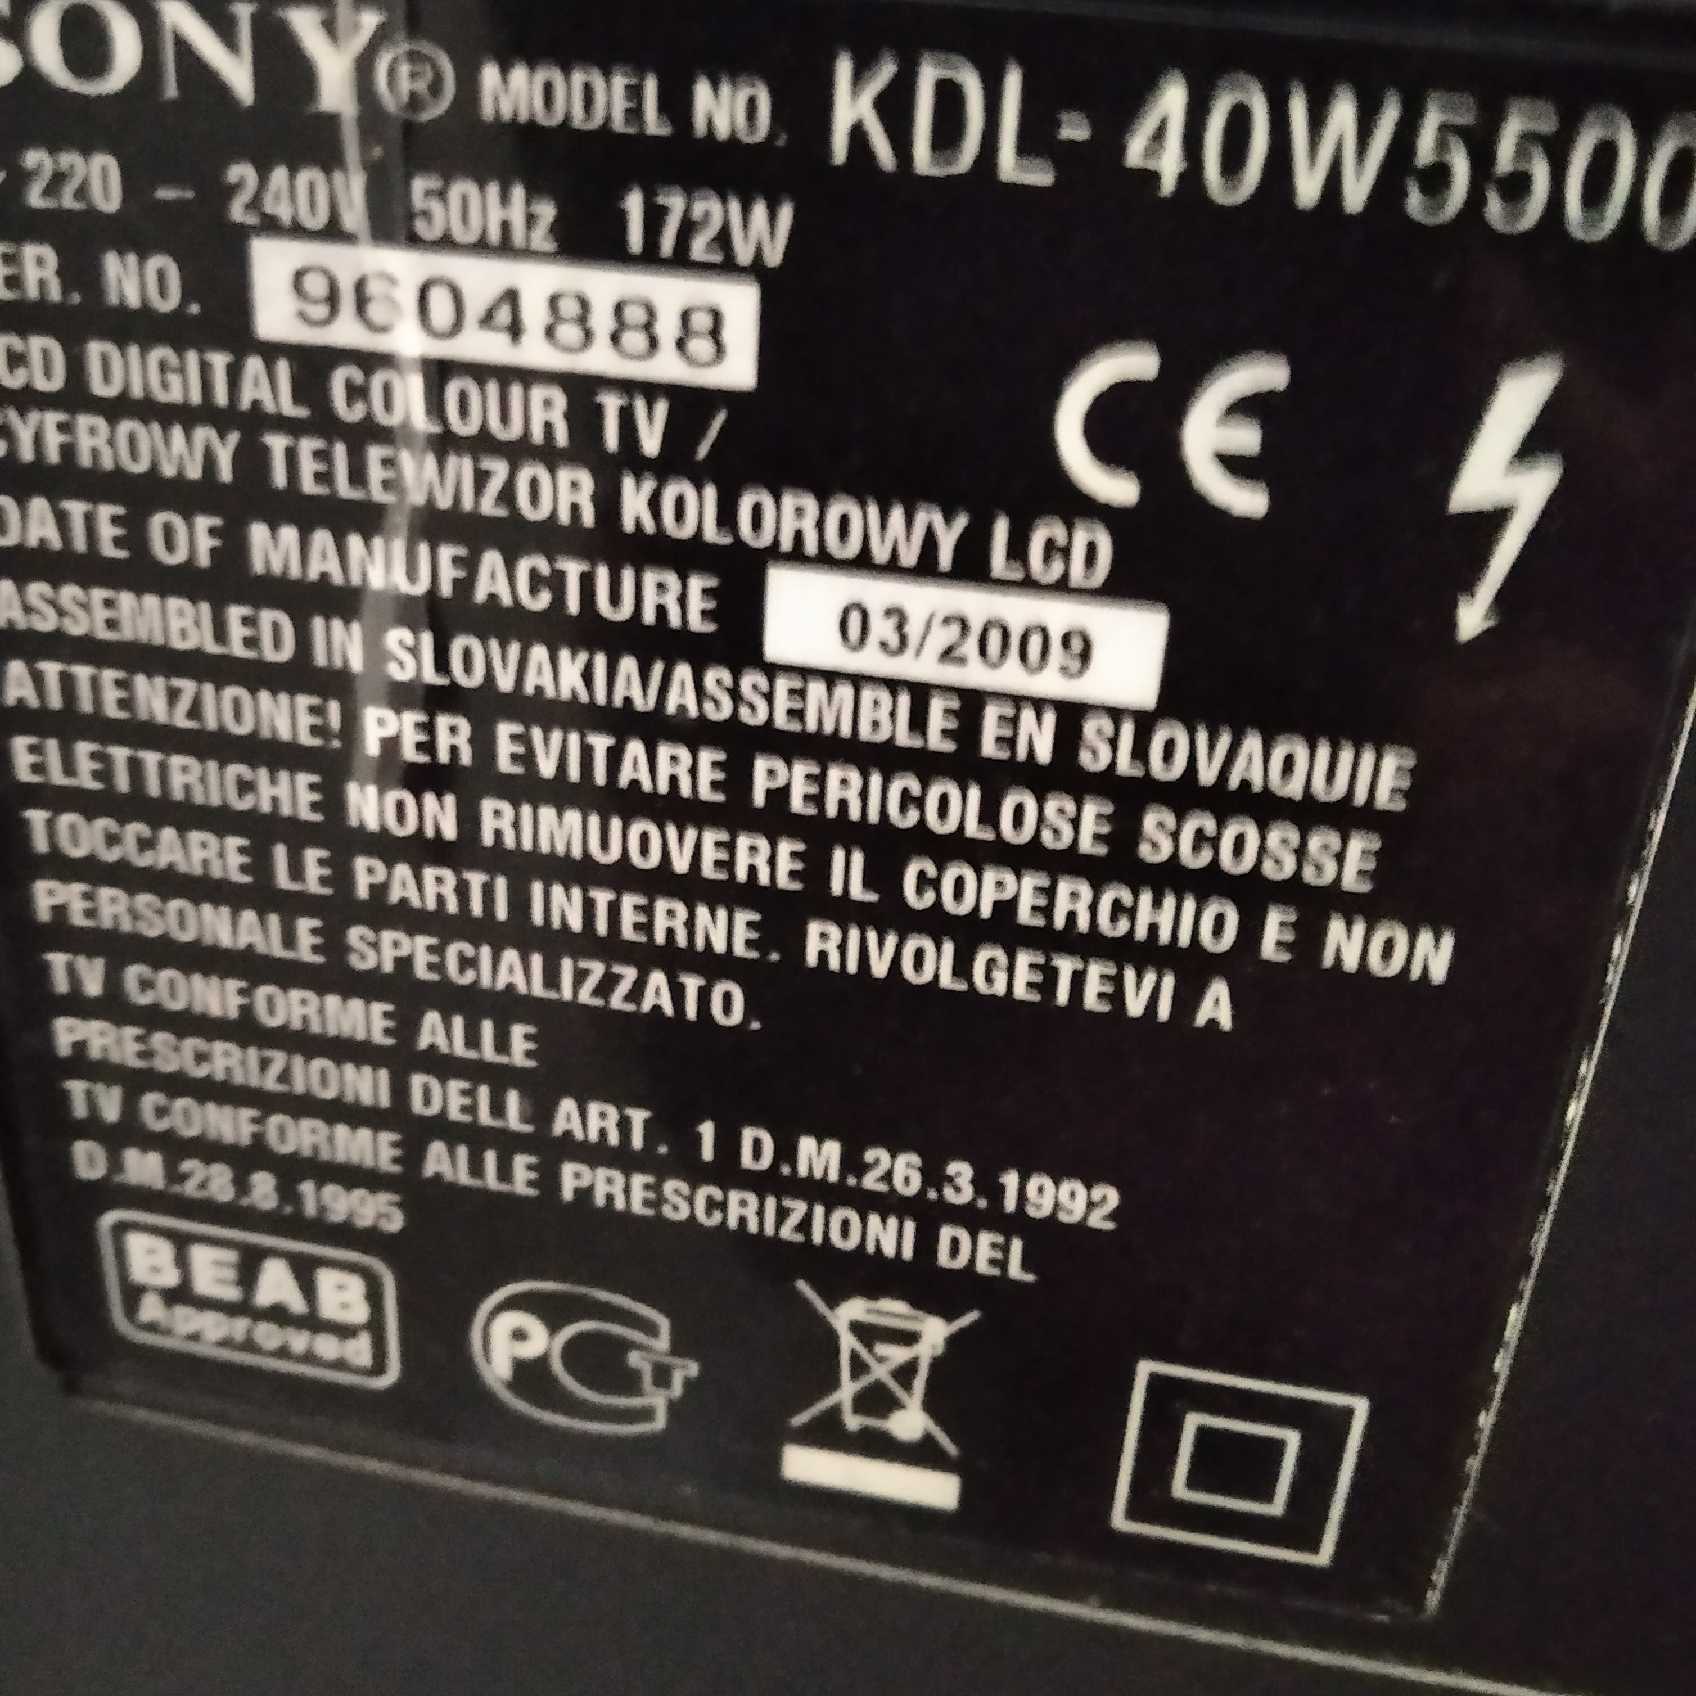 SONY® MODEL NO. KDL-40W5500
220 - 240V 50Hz 172W
ER. NO. 9604888
CD DIGITAL COLOUR TV /
CYFROWY TELEWIZOR KOLOROWY LCD
DATE OF MANUFACTURE 03/2009
ASSEMBLED IN SLOVAKIA/ASSEMBLE EN SLOVAQUIE
ATTENZIONE! PER EVITARE PERICOLOSE SCOSSE
ELETTRICHE NON RIMUOVERE IL COPERCHIO E NON
TOCCARE LE PARTI INTERNE. RIVOLGETEVI A
PERSONALE SPECIALIZZATO.
TV CONFORME ALLE
PRESCRIZIONI DELL ART. 1 D.M.26.3.1992
TV CONFORME ALLE PRESCRIZIONI DEL
D.M.28.8.1995
BEAB
Approved
CE